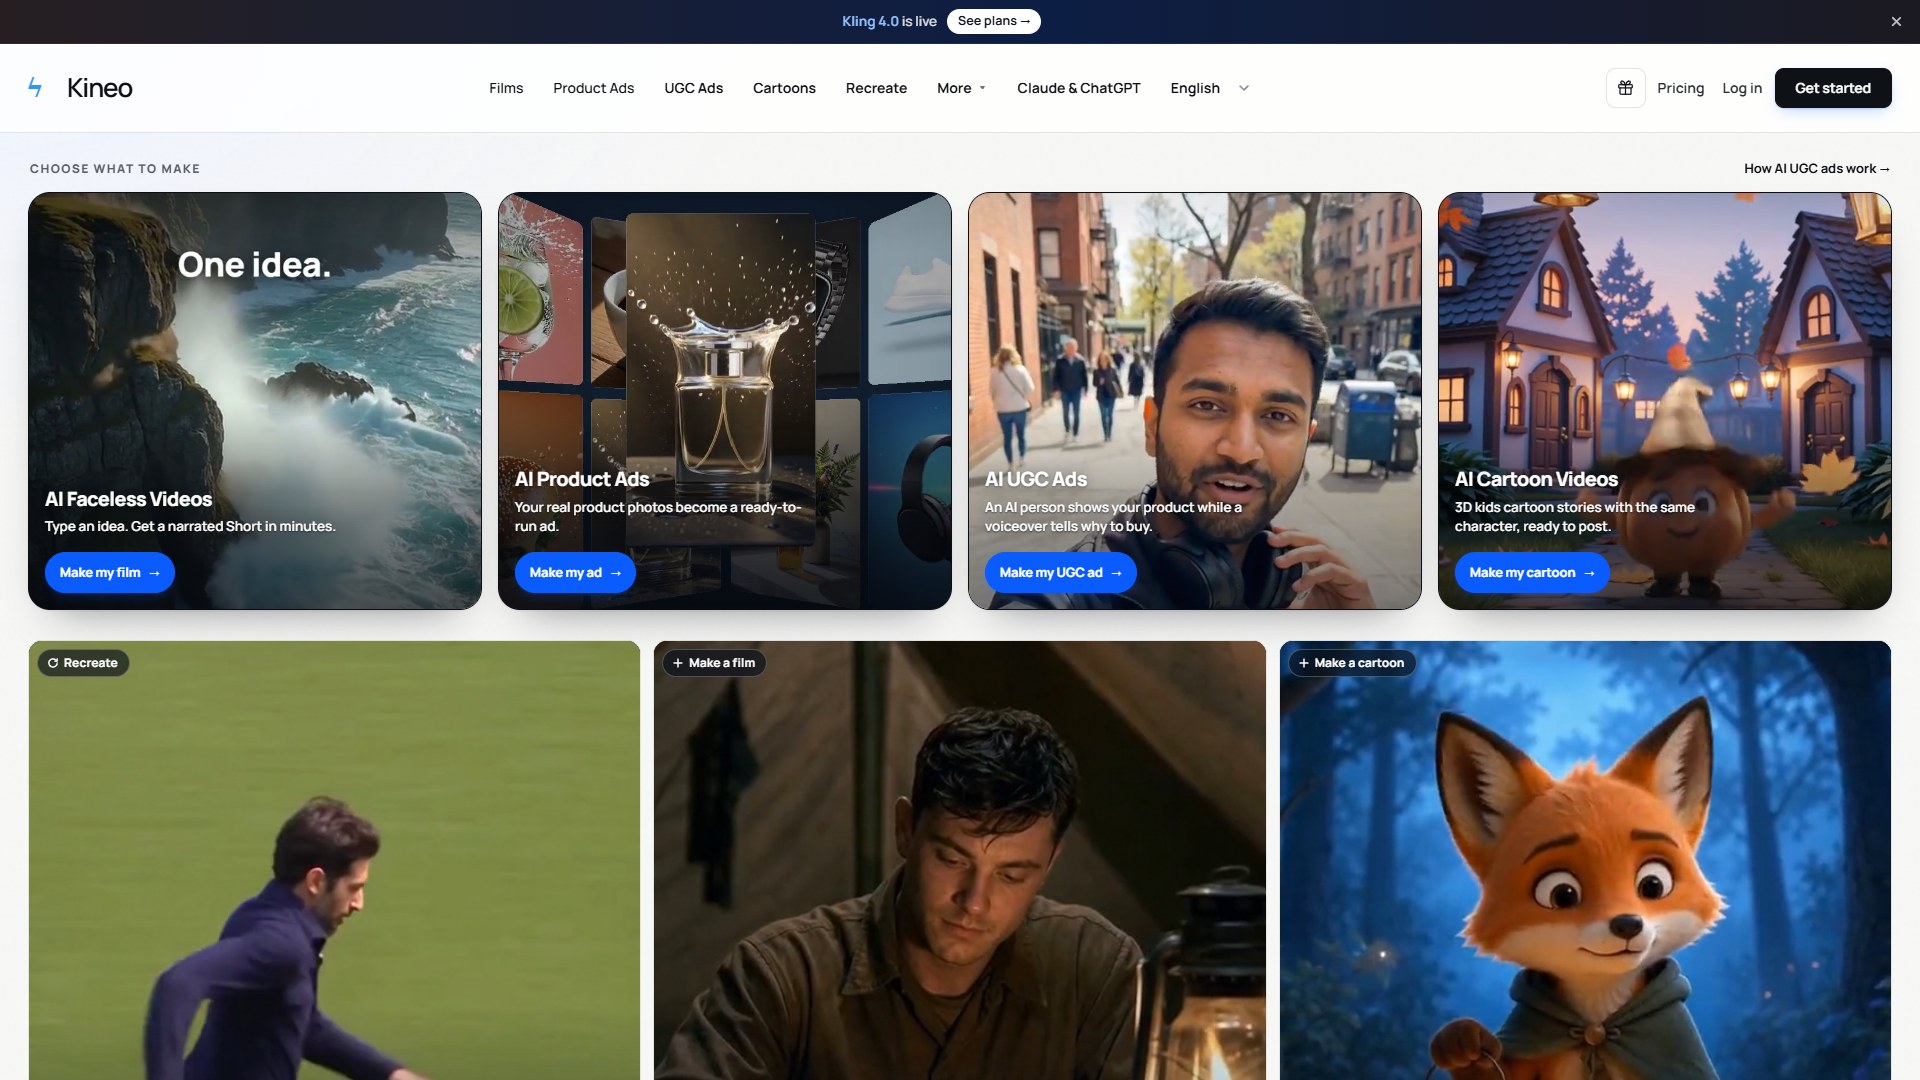 Kling 4.0 is live See plans →
Kineo
Films Product Ads UGC Ads Cartoons Recreate More Claude & ChatGPT English
Pricing Log in Get started
CHOOSE WHAT TO MAKE
How AI UGC ads work →
One idea.
AI Faceless Videos
Type an idea. Get a narrated Short in minutes.
Make my film →
AI Product Ads
Your real product photos become a ready-to-
run ad.
Make my ad →
AI UGC Ads
An AI person shows your product while a
voiceover tells why to buy.
Make my UGC ad →
AI Cartoon Videos
3D kids cartoon stories with the same
character, ready to post.
Make my cartoon →
Recreate
+ Make a film
+ Make a cartoon